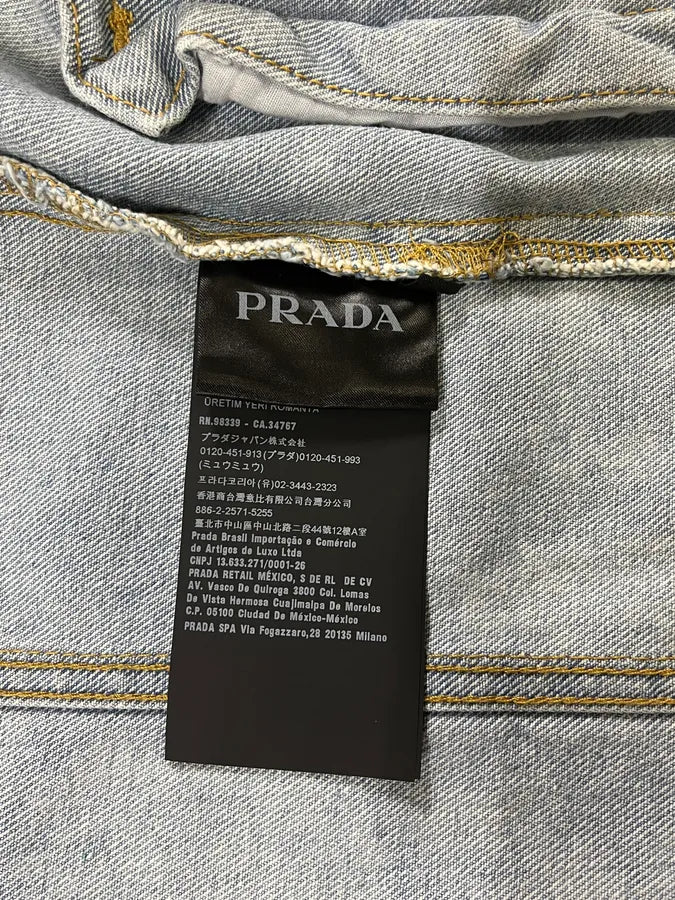 PRADA
ÜRETIM YERI ROMANYA
RN.98339 - CA.34767
プラダジャパン株式会社
0120-451-913(プラダ)0120-451-993
(ミュウミュウ)
프라다코리아(유)02-3443-2323
香港商台灣童比有限公司台灣分公司
886-2-2571-5255
臺北市中山區中山北路二段44號12樓A室
Prada Brasil Importação e Comércio
de Artigos de Luxo Ltda
CNPJ 13.633.271/0001-26
PRADA RETAIL MÉXICO, S DE RL DE CV
AV. Vasco De Quiroga 3800 Col. Lomas
De Vista Hermosa Cuajimalpa De Morelos
C.P. 05100 Ciudad De México-México
PRADA SPA Via Fogazzaro,28 20135 Milano